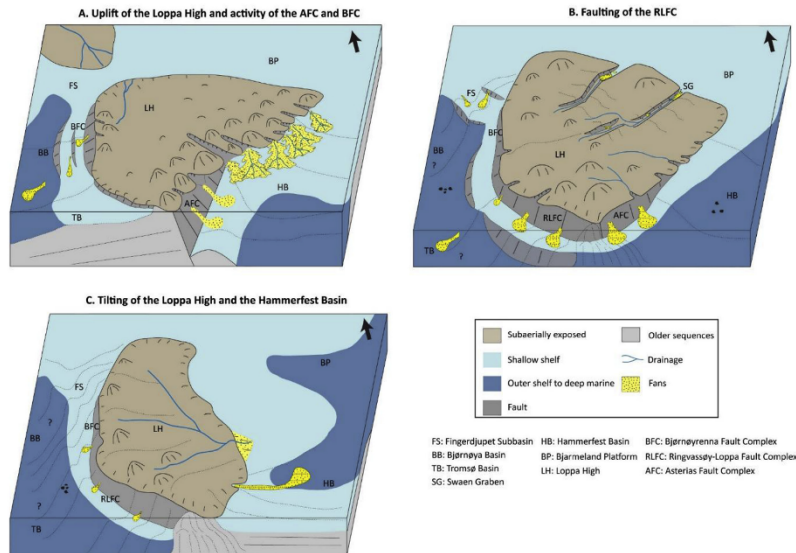 A. Uplift of the Loppa High and activity of the AFC and BFC
BP
FS
LH
BFC
BB
AFC
HB
TB
B. Faulting of the RLFC
FS
SG
BP
BFC
BB
?
LH
HB
RLFC
AFC
TB
?
C. Tilting of the Loppa High and the Hammerfest Basin
BP
FS
?
BFC
LH
BB
HB
RLFC
?
TB
Subaerially exposed
Older sequences
Shallow shelf
Drainage
Outer shelf to deep marine
Fans
Fault
FS: Fingerdjupet Subbasin HB: Hammerfest Basin BFC: Bjørnøyrenna Fault Complex
BB: Bjørnøya Basin BP: Bjarmeland Platform RLFC: Ringvassøy-Loppa Fault Complex
TB: Tromsø Basin LH: Loppa High AFC: Asterias Fault Complex
SG: Swaen Graben